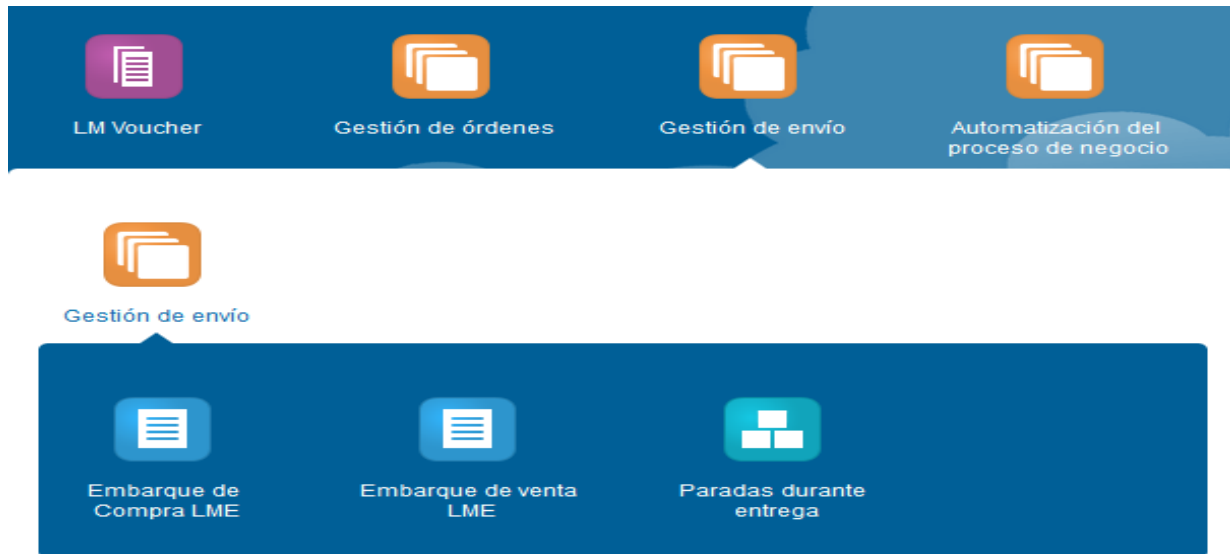 LM Voucher
Gestión de órdenes
Gestión de envío
Automatización del
proceso de negocio
Gestión de envío
Embarque de
Compra LME
Embarque de venta
LME
Paradas durante
entrega